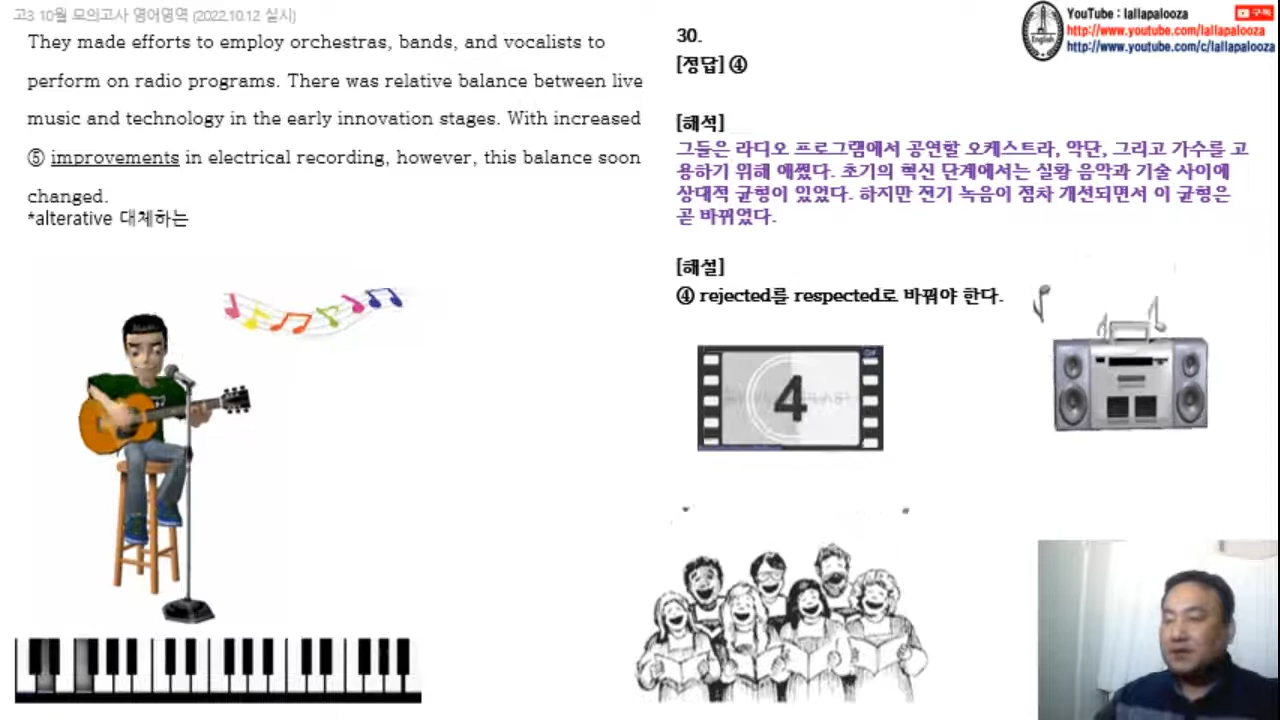 고3 10월 모의고사 영어영역 (2022.10.12 실시)
They made efforts to employ orchestras, bands, and vocalists to
perform on radio programs. There was relative balance between live
music and technology in the early innovation stages. With increased
⑤ improvements in electrical recording, however, this balance soon
changed.
*alterative 대체하는
30.
[정답] ④
[해석]
그들은 라디오 프로그램에서 공연할 오케스트라, 악단, 그리고 가수를 고
용하기 위해 애썼다. 초기의 혁신 단계에서는 실황 음악과 기술 사이에
상대적 균형이 있었다. 하지만 전기 녹음이 점차 개선되면서 이 균형은
곧 바뀌었다.
[해설]
④ rejected를 respected로 바꿔야 한다.
YouTube : lallapalooza
구독
http://www.youtube.com/lallapalooza
http://www.youtube.com/c/lallapalooza
English
4